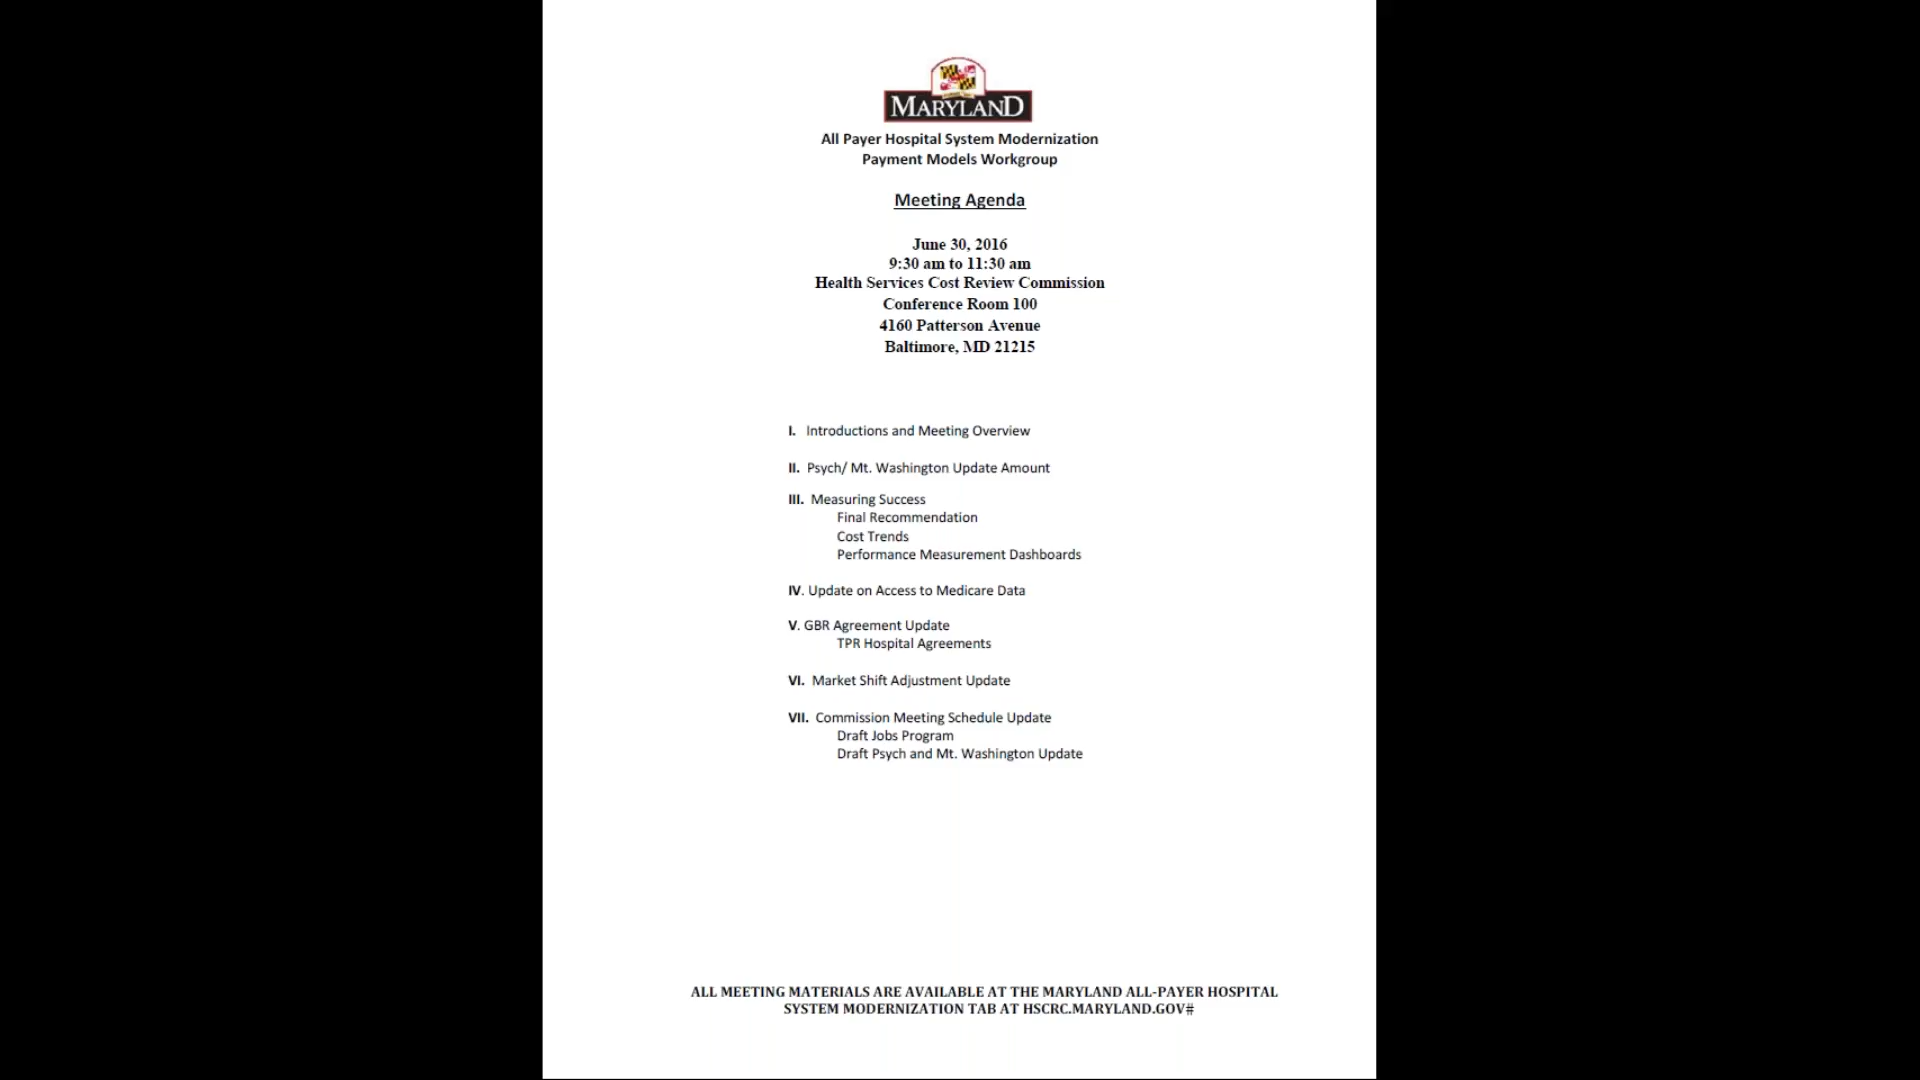 MARYLAND
All Payer Hospital System Modernization
Payment Models Workgroup
Meeting Agenda
June 30, 2016
9:30 am to 11:30 am
Health Services Cost Review Commission
Conference Room 100
4160 Patterson Avenue
Baltimore, MD 21215
I. Introductions and Meeting Overview
II. Psych/ Mt. Washington Update Amount
III. Measuring Success
Final Recommendation
Cost Trends
Performance Measurement Dashboards
IV. Update on Access to Medicare Data
V. GBR Agreement Update
TPR Hospital Agreements
VI. Market Shift Adjustment Update
VII. Commission Meeting Schedule Update
Draft Jobs Program
Draft Psych and Mt. Washington Update
ALL MEETING MATERIALS ARE AVAILABLE AT THE MARYLAND ALL-PAYER HOSPITAL
SYSTEM MODERNIZATION TAB AT HSCRC.MARYLAND.GOV#